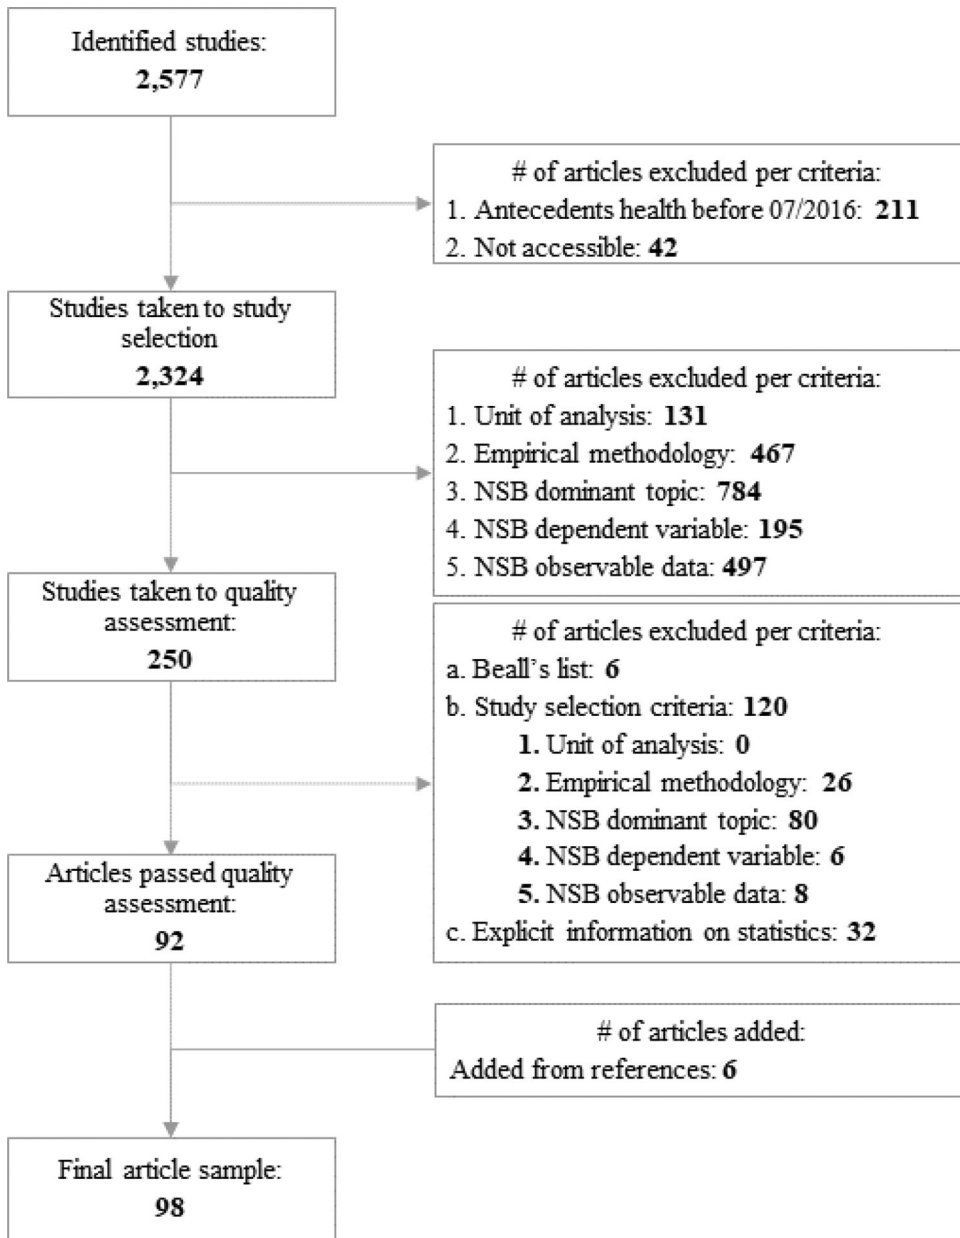 Identified studies:
2,577
# of articles excluded per criteria:
1. Antecedents health before 07/2016: 211
2. Not accessible: 42
Studies taken to study
selection
2,324
# of articles excluded per criteria:
1. Unit of analysis: 131
2. Empirical methodology: 467
3. NSB dominant topic: 784
4. NSB dependent variable: 195
5. NSB observable data: 497
Studies taken to quality
assessment:
250
# of articles excluded per criteria:
a. Beall's list: 6
b. Study selection criteria: 120
1. Unit of analysis: 0
2. Empirical methodology: 26
3. NSB dominant topic: 80
4. NSB dependent variable: 6
5. NSB observable data: 8
c. Explicit information on statistics: 32
Articles passed quality
assessment:
92
# of articles added:
Added from references: 6
Final article sample:
98